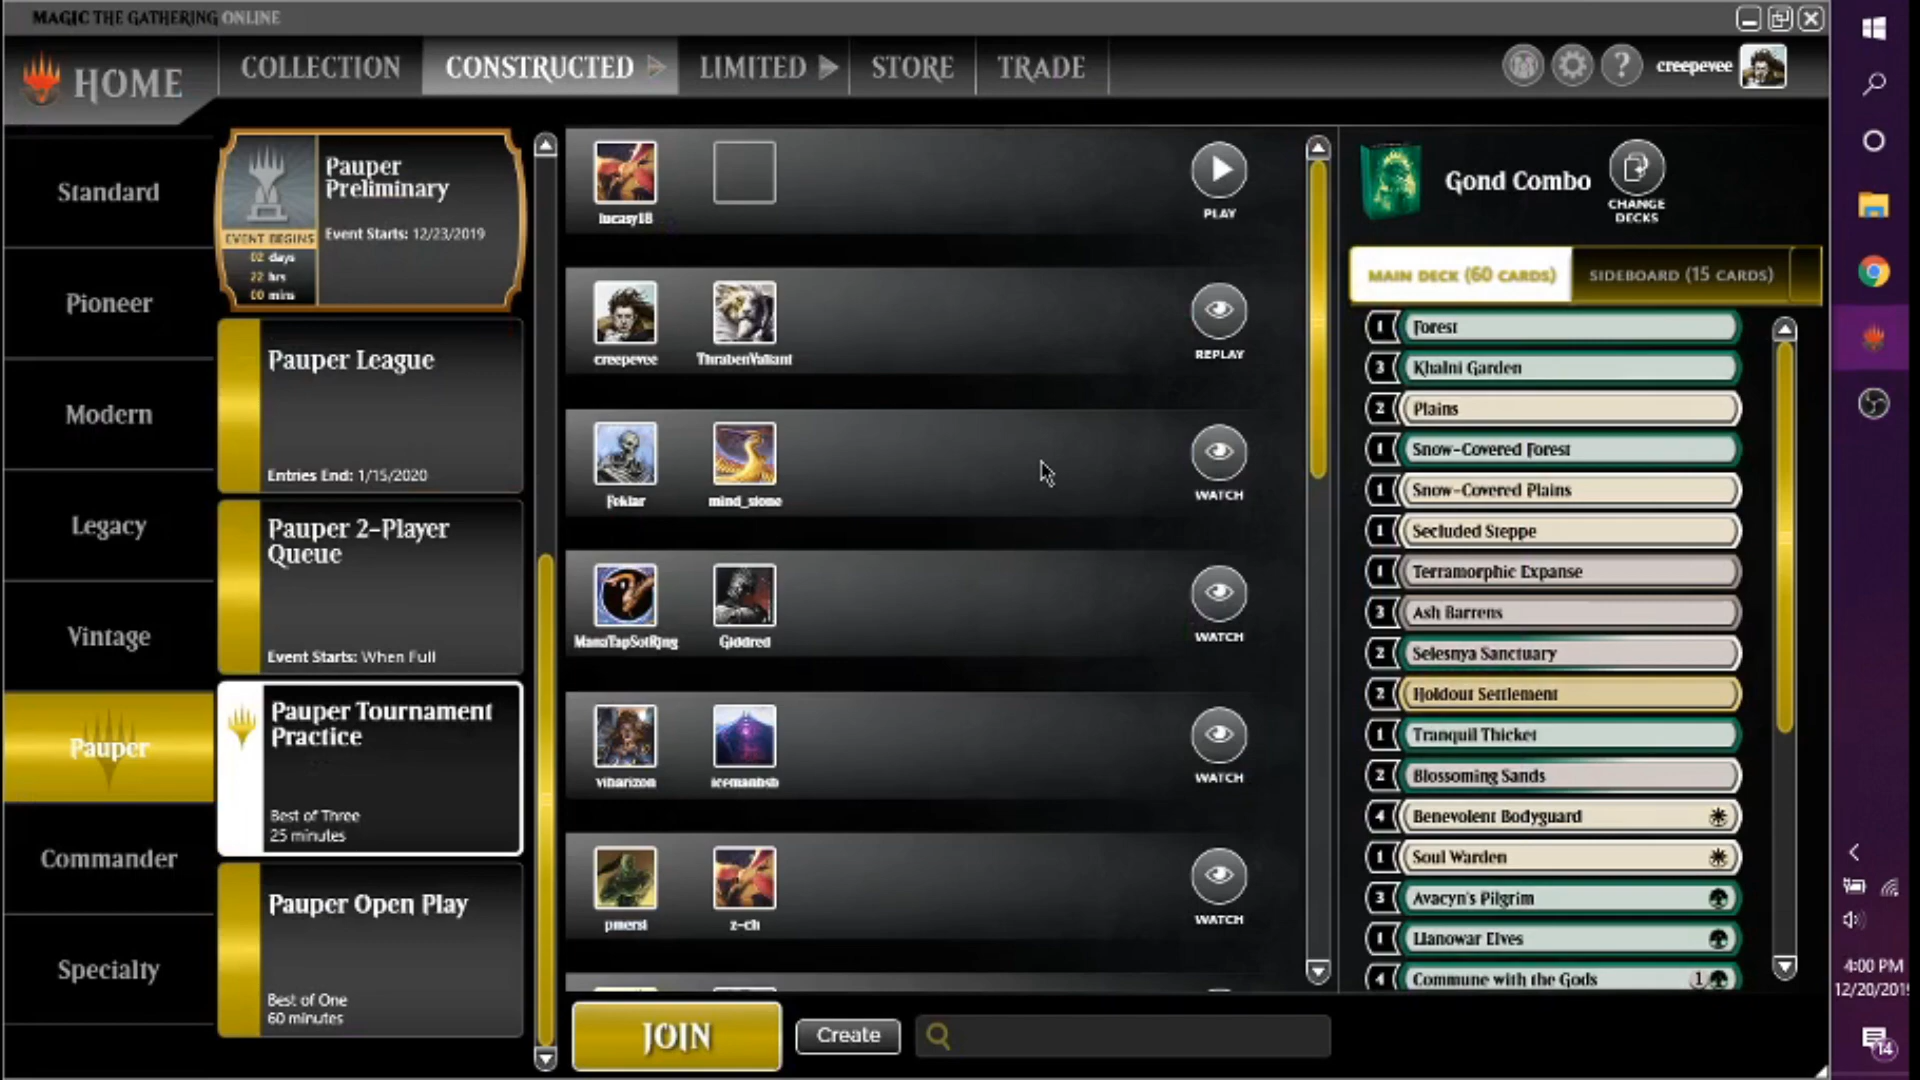 MAGIC THE GATHERING ONLINE
HOME
COLLECTION
CONSTRUCTED
LIMITED
STORE
TRADE
creepevee
Standard
Pioneer
Modern
Legacy
Vintage
Pauper
Commander
Specialty
Pauper
Preliminary
Event Starts: 12/23/2019
EVENT BEGINS
02 days
22 hrs
00 mins
Pauper League
Entries End: 1/15/2020
Pauper 2-Player
Queue
Event Starts: When Full
Pauper Tournament
Practice
Best of Three
25 minutes
Pauper Open Play
Best of One
60 minutes
lucasy18
PLAY
creepevee
ThrabenValiant
REPLAY
Feklar
mind_stone
WATCH
ManaTapSolRing
WATCH
WATCH
z-ch
WATCH
JOIN
Create
Gond Combo
CHANGE
DECKS
MAIN DECK (60 CARDS)
SIDEBOARD (15 CARDS)
1 Forest
3 Khalni Garden
2 Plains
1 Snow-Covered Forest
1 Snow-Covered Plains
1 Secluded Steppe
1 Terramorphic Expanse
3 Ash Barrens
2 Selesnya Sanctuary
2 Holdout Settlement
1 Tranquil Thicket
2 Blossoming Sands
4 Benevolent Bodyguard
1 Soul Warden
3 Avacyn's Pilgrim
1 Llanowar Elves
4 Commune with the Gods 1
4:00 PM
12/20/201
14